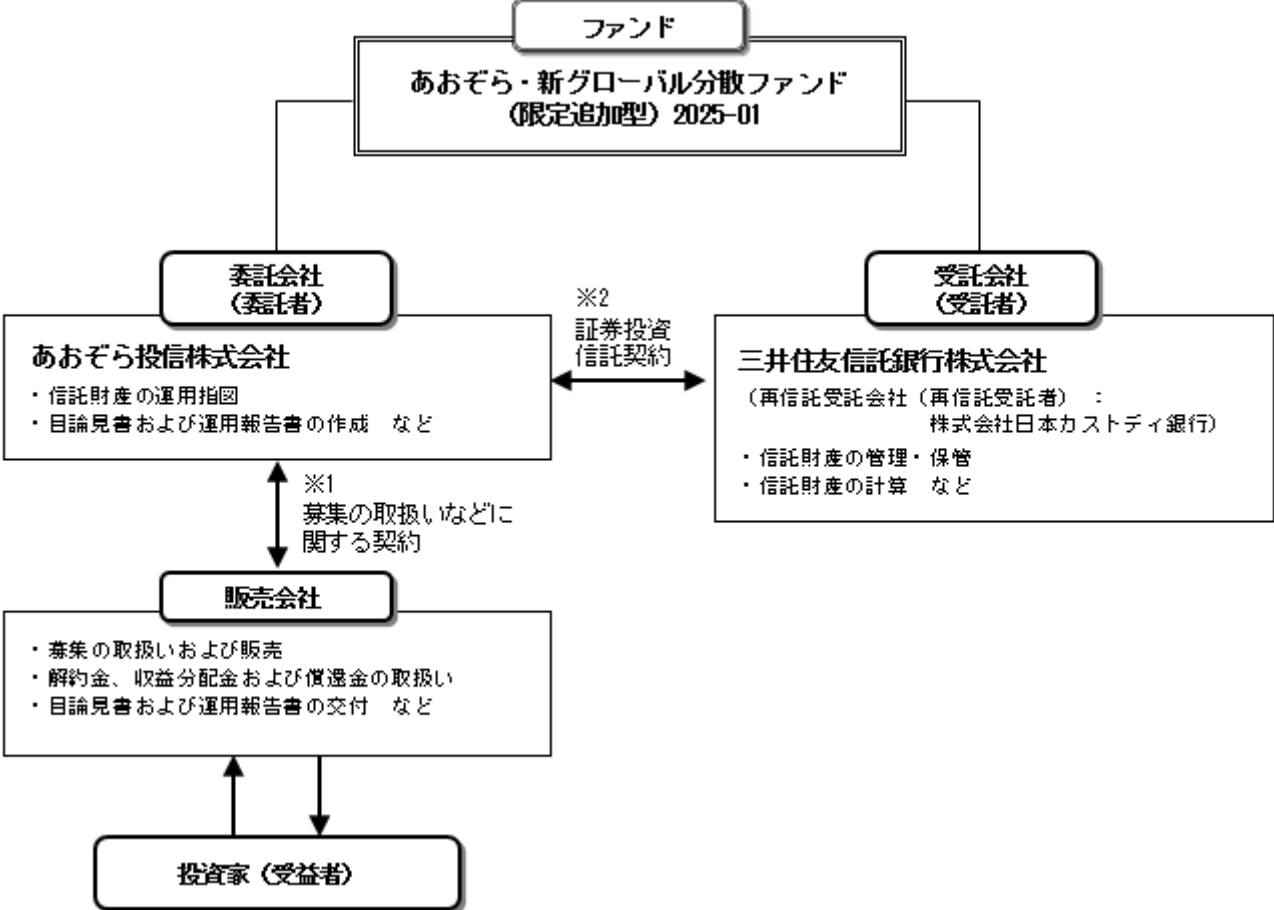 ファンド
あおぞら・新グローバル分散ファンド
（限定追加型）2025-01
委託会社
（委託者）
あおぞら投信株式会社
・信託財産の運用指図
・目論見書および運用報告書の作成　など
※2
証券投資
信託契約
受託会社
（受託者）
三井住友信託銀行株式会社
（再信託受託会社（再信託受託者）：
株式会社日本カストディ銀行）
・信託財産の管理・保管
・信託財産の計算　など
※1
募集の取扱いなどに
関する契約
販売会社
・募集の取扱いおよび販売
・解約金、収益分配金および償還金の取扱い
・目論見書および運用報告書の交付　など
投資家（受益者）